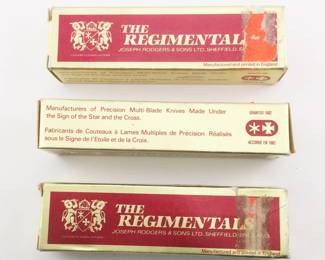 THE
REGIMENTALS
JOSEPH RODGERS & SONS LTD. SHEFFIELD,
Manufactured and printed in England
Manufacturers of Precision Multi-Blade Knives Made Under
the Sign of the Star and the Cross.
Fabricants de Couteaux à Lames Multiples de Précision Réalisés
sous le Signe de l'Etoile et de la Croix.
GRANTED 1682
ACCORDÉ EN 1682
THE
REGIMENTALS
JOSEPH RODGERS & SONS LTD. SHEFFIELD,
Manufactured and printed in England